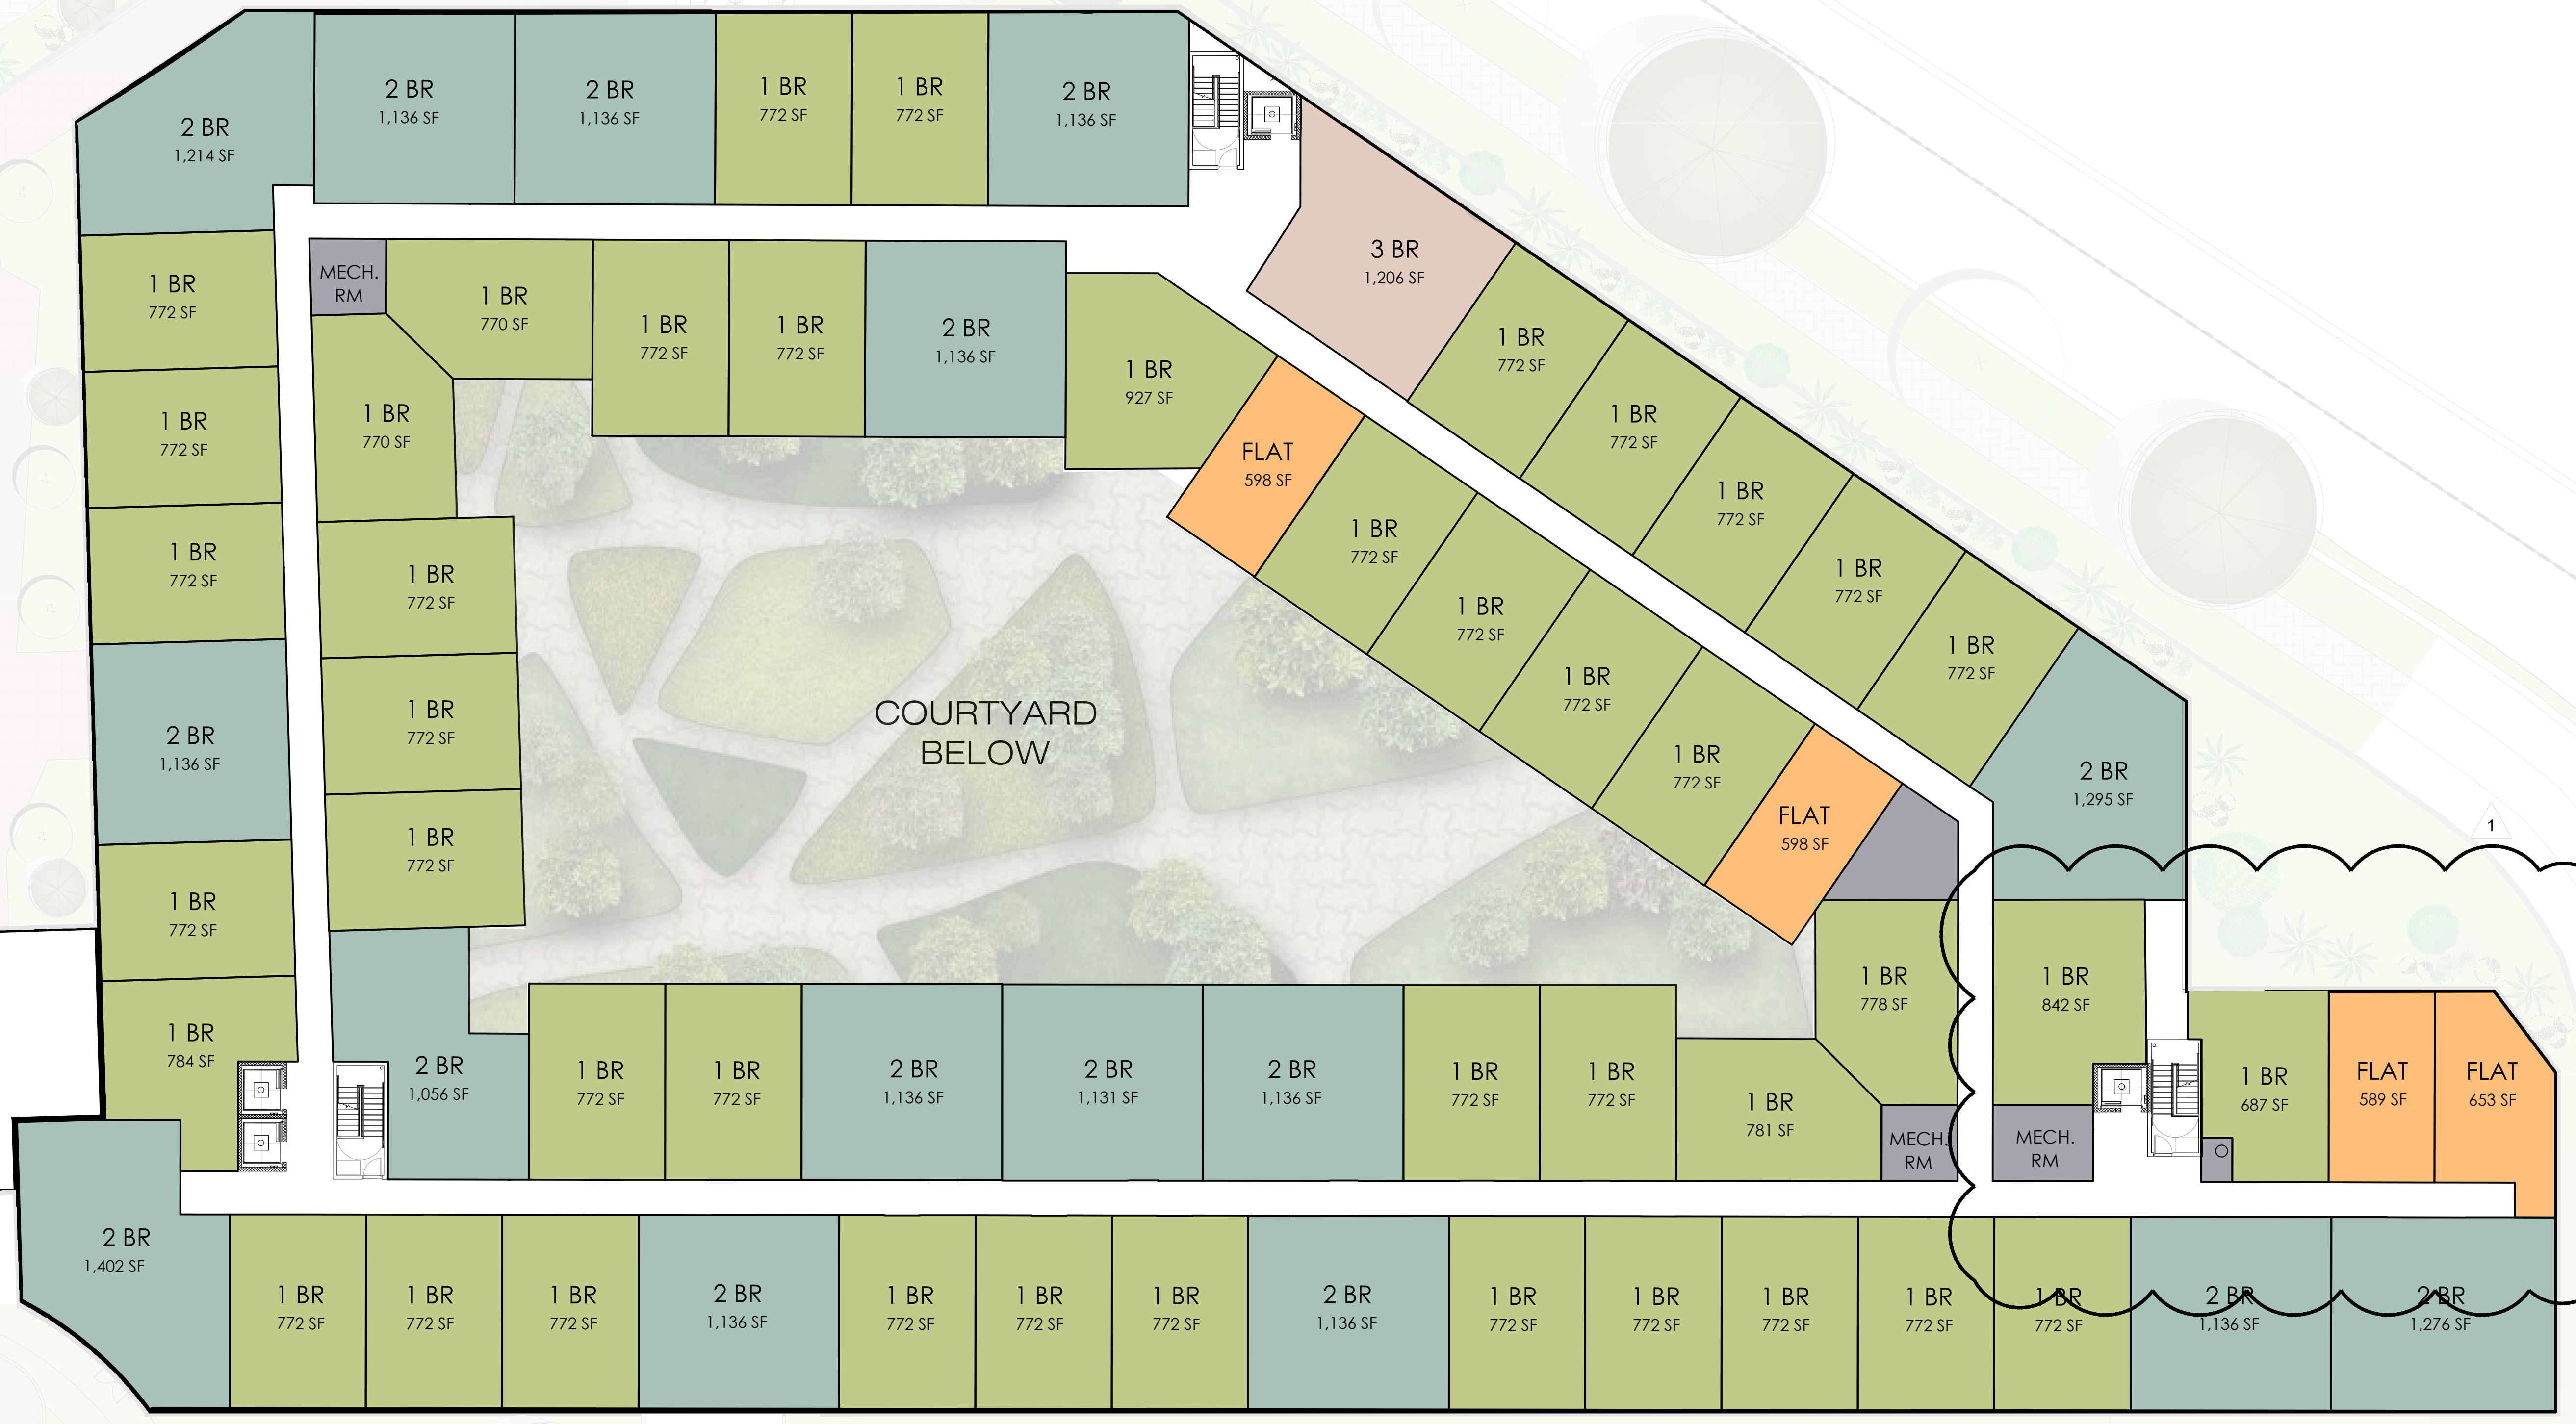 2 BR
1,214 SF
2 BR
1,136 SF
2 BR
1,136 SF
1 BR
772 SF
1 BR
772 SF
2 BR
1,136 SF
3 BR
1,206 SF
1 BR
772 SF
MECH.
RM
1 BR
770 SF
1 BR
772 SF
1 BR
772 SF
2 BR
1,136 SF
1 BR
927 SF
1 BR
772 SF
1 BR
772 SF
1 BR
770 SF
FLAT
598 SF
1 BR
772 SF
1 BR
772 SF
1 BR
772 SF
1 BR
772 SF
1 BR
772 SF
1 BR
772 SF
1 BR
772 SF
1 BR
772 SF
1 BR
772 SF
1 BR
772 SF
1 BR
772 SF
FLAT
598 SF
2 BR
1,295 SF
1
COURTYARD
BELOW
2 BR
1,136 SF
1 BR
772 SF
1 BR
772 SF
1 BR
772 SF
1 BR
784 SF
2 BR
1,056 SF
1 BR
772 SF
1 BR
772 SF
2 BR
1,136 SF
2 BR
1,131 SF
2 BR
1,136 SF
1 BR
772 SF
1 BR
772 SF
1 BR
781 SF
1 BR
778 SF
MECH.
RM
1 BR
842 SF
MECH.
RM
1 BR
687 SF
FLAT
589 SF
FLAT
653 SF
2 BR
1,402 SF
1 BR
772 SF
1 BR
772 SF
1 BR
772 SF
2 BR
1,136 SF
1 BR
772 SF
1 BR
772 SF
1 BR
772 SF
2 BR
1,136 SF
1 BR
772 SF
1 BR
772 SF
1 BR
772 SF
1 BR
772 SF
1 BR
772 SF
2 BR
1,136 SF
2 BR
1,276 SF